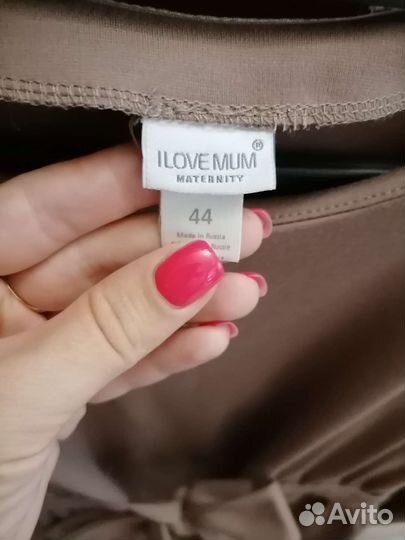 I LOVE MUM®
MATERNITY
44
Made in Russia
Avito